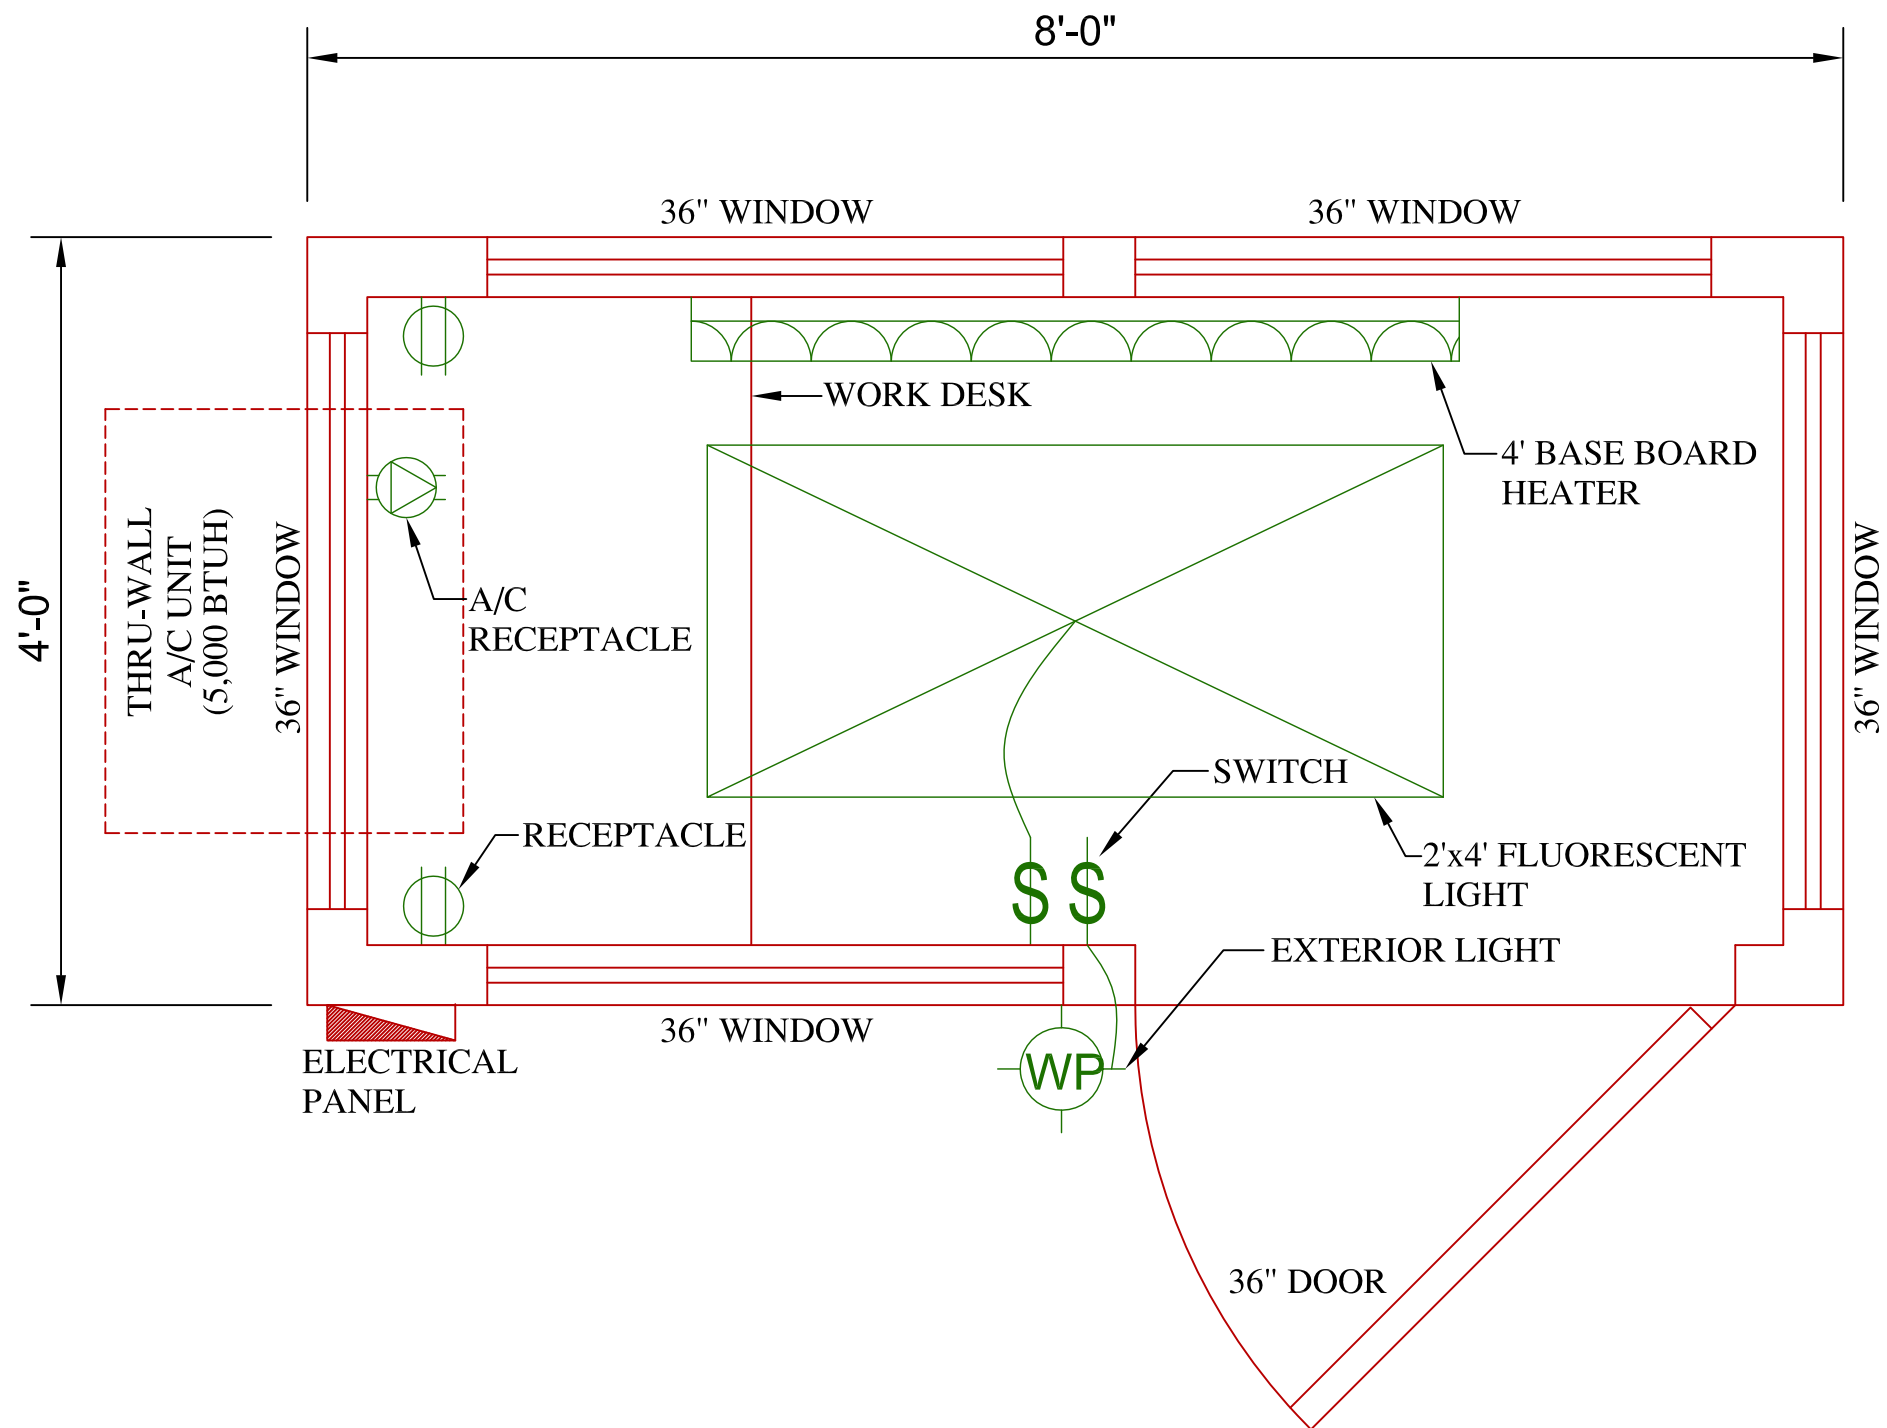 8'-0"
36" WINDOW
36" WINDOW
WORK DESK
4' BASE BOARD
HEATER
4'-0"
THRU-WALL
A/C UNIT
(5,000 BTUH)
36" WINDOW
A/C
RECEPTACLE
36" WINDOW
SWITCH
RECEPTACLE
2'x4' FLUORESCENT
LIGHT
S S
EXTERIOR LIGHT
36" WINDOW
WP
ELECTRICAL
PANEL
36" DOOR